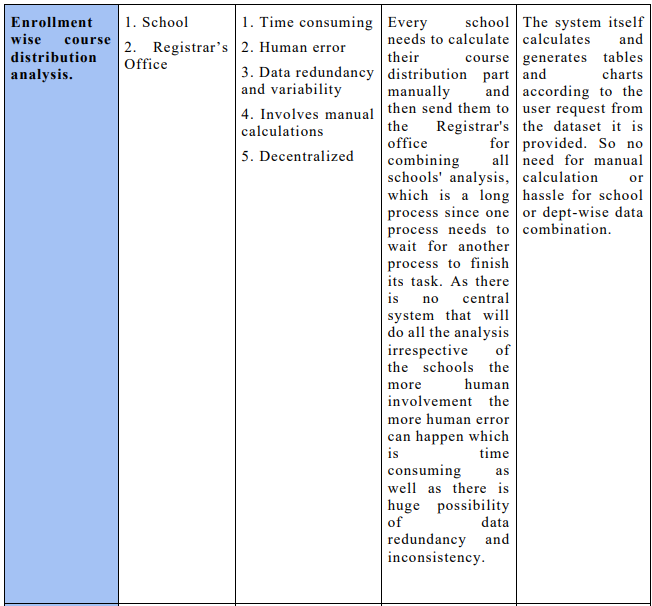 Enrollment
wise course
distribution
analysis.
1. School
2. Registrar's
Office
1. Time consuming
2. Human error
3. Data redundancy
and variability
4. Involves manual
calculations
5. Decentralized
Every school
needs to calculate
their course
distribution part
manually and
then send them to
the Registrar's
office for
combining all
schools' analysis,
which is a long
process since one
process needs to
wait for another
process to finish
its task. As there
is no central
system that will
do all the analysis
irrespective of
the schools the
more human
involvement the
more human error
can happen which
is time
consuming as
well as there is
huge possibility
of data
redundancy and
inconsistency.
The system itself
calculates and
generates tables
and charts
according to the
user request from
the dataset it is
provided. So no
need for manual
calculation or
hassle for school
or dept-wise data
combination.